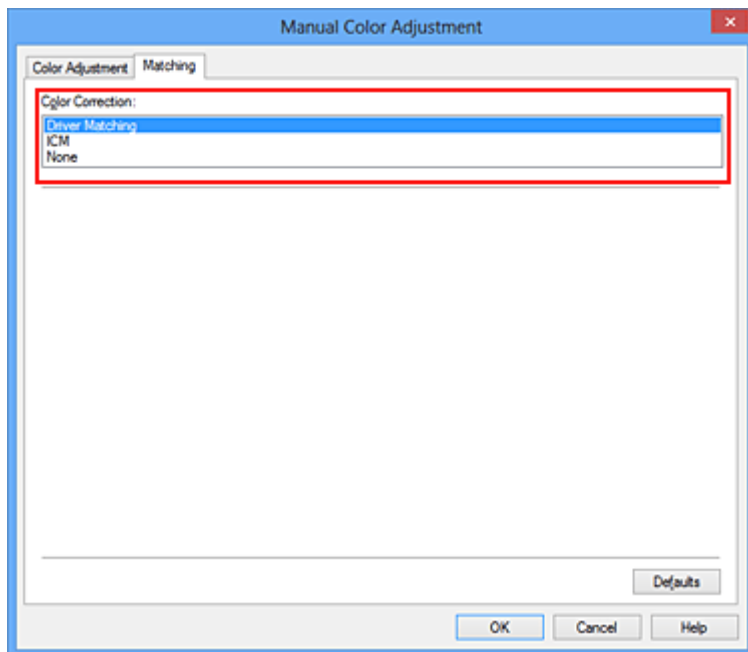 Manual Color Adjustment
Color Adjustment Matching
Color Correction:
Driver Matching
ICM
None
Defaults
OK Cancel Help